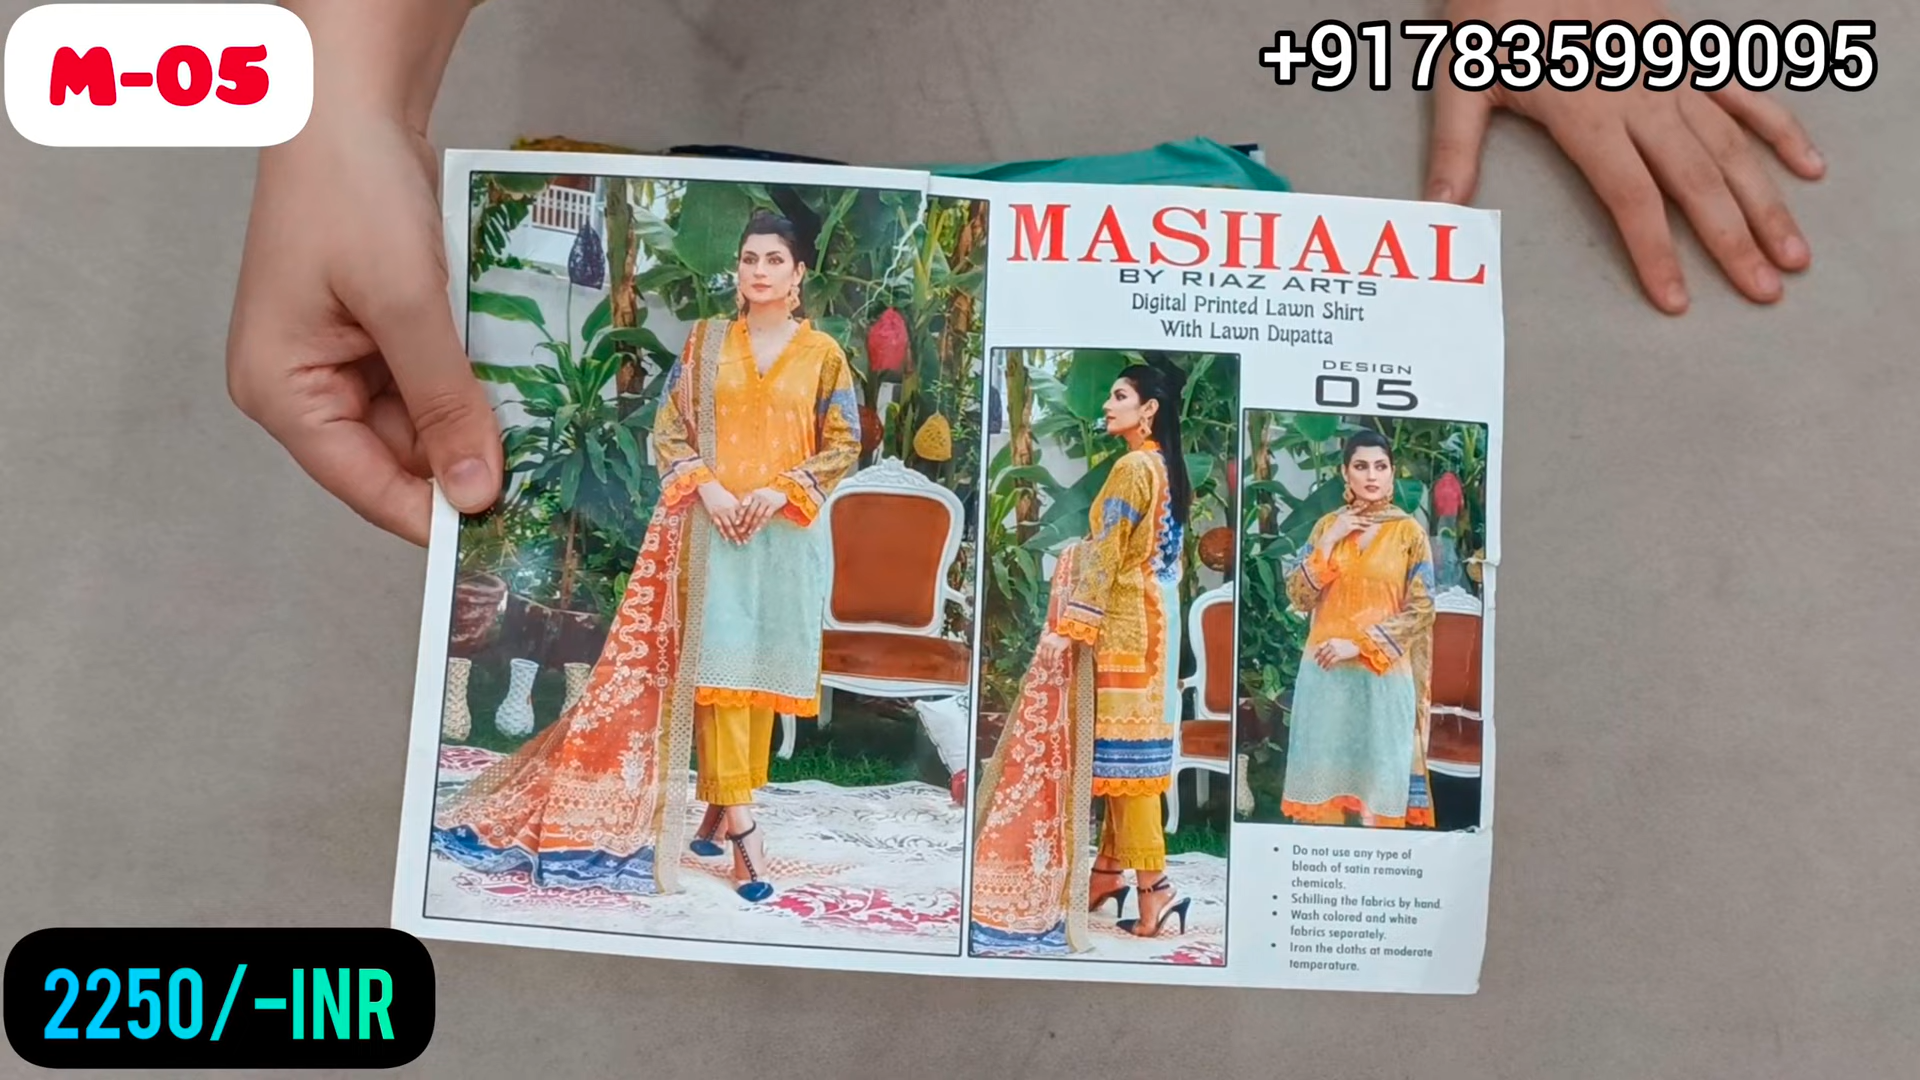 M-05
+917835999095
MASHAAL
BY RIAZ ARTS
Digital Printed Lawn Shirt
With Lawn Dupatta
DESIGN
05
• Do not use any type of
bleach of satin removing
chemicals.
• Schilling the fabrics by hand.
• Wash colored and white
fabrics separately.
• Iron the cloths at moderate
temperature.
2250/-INR